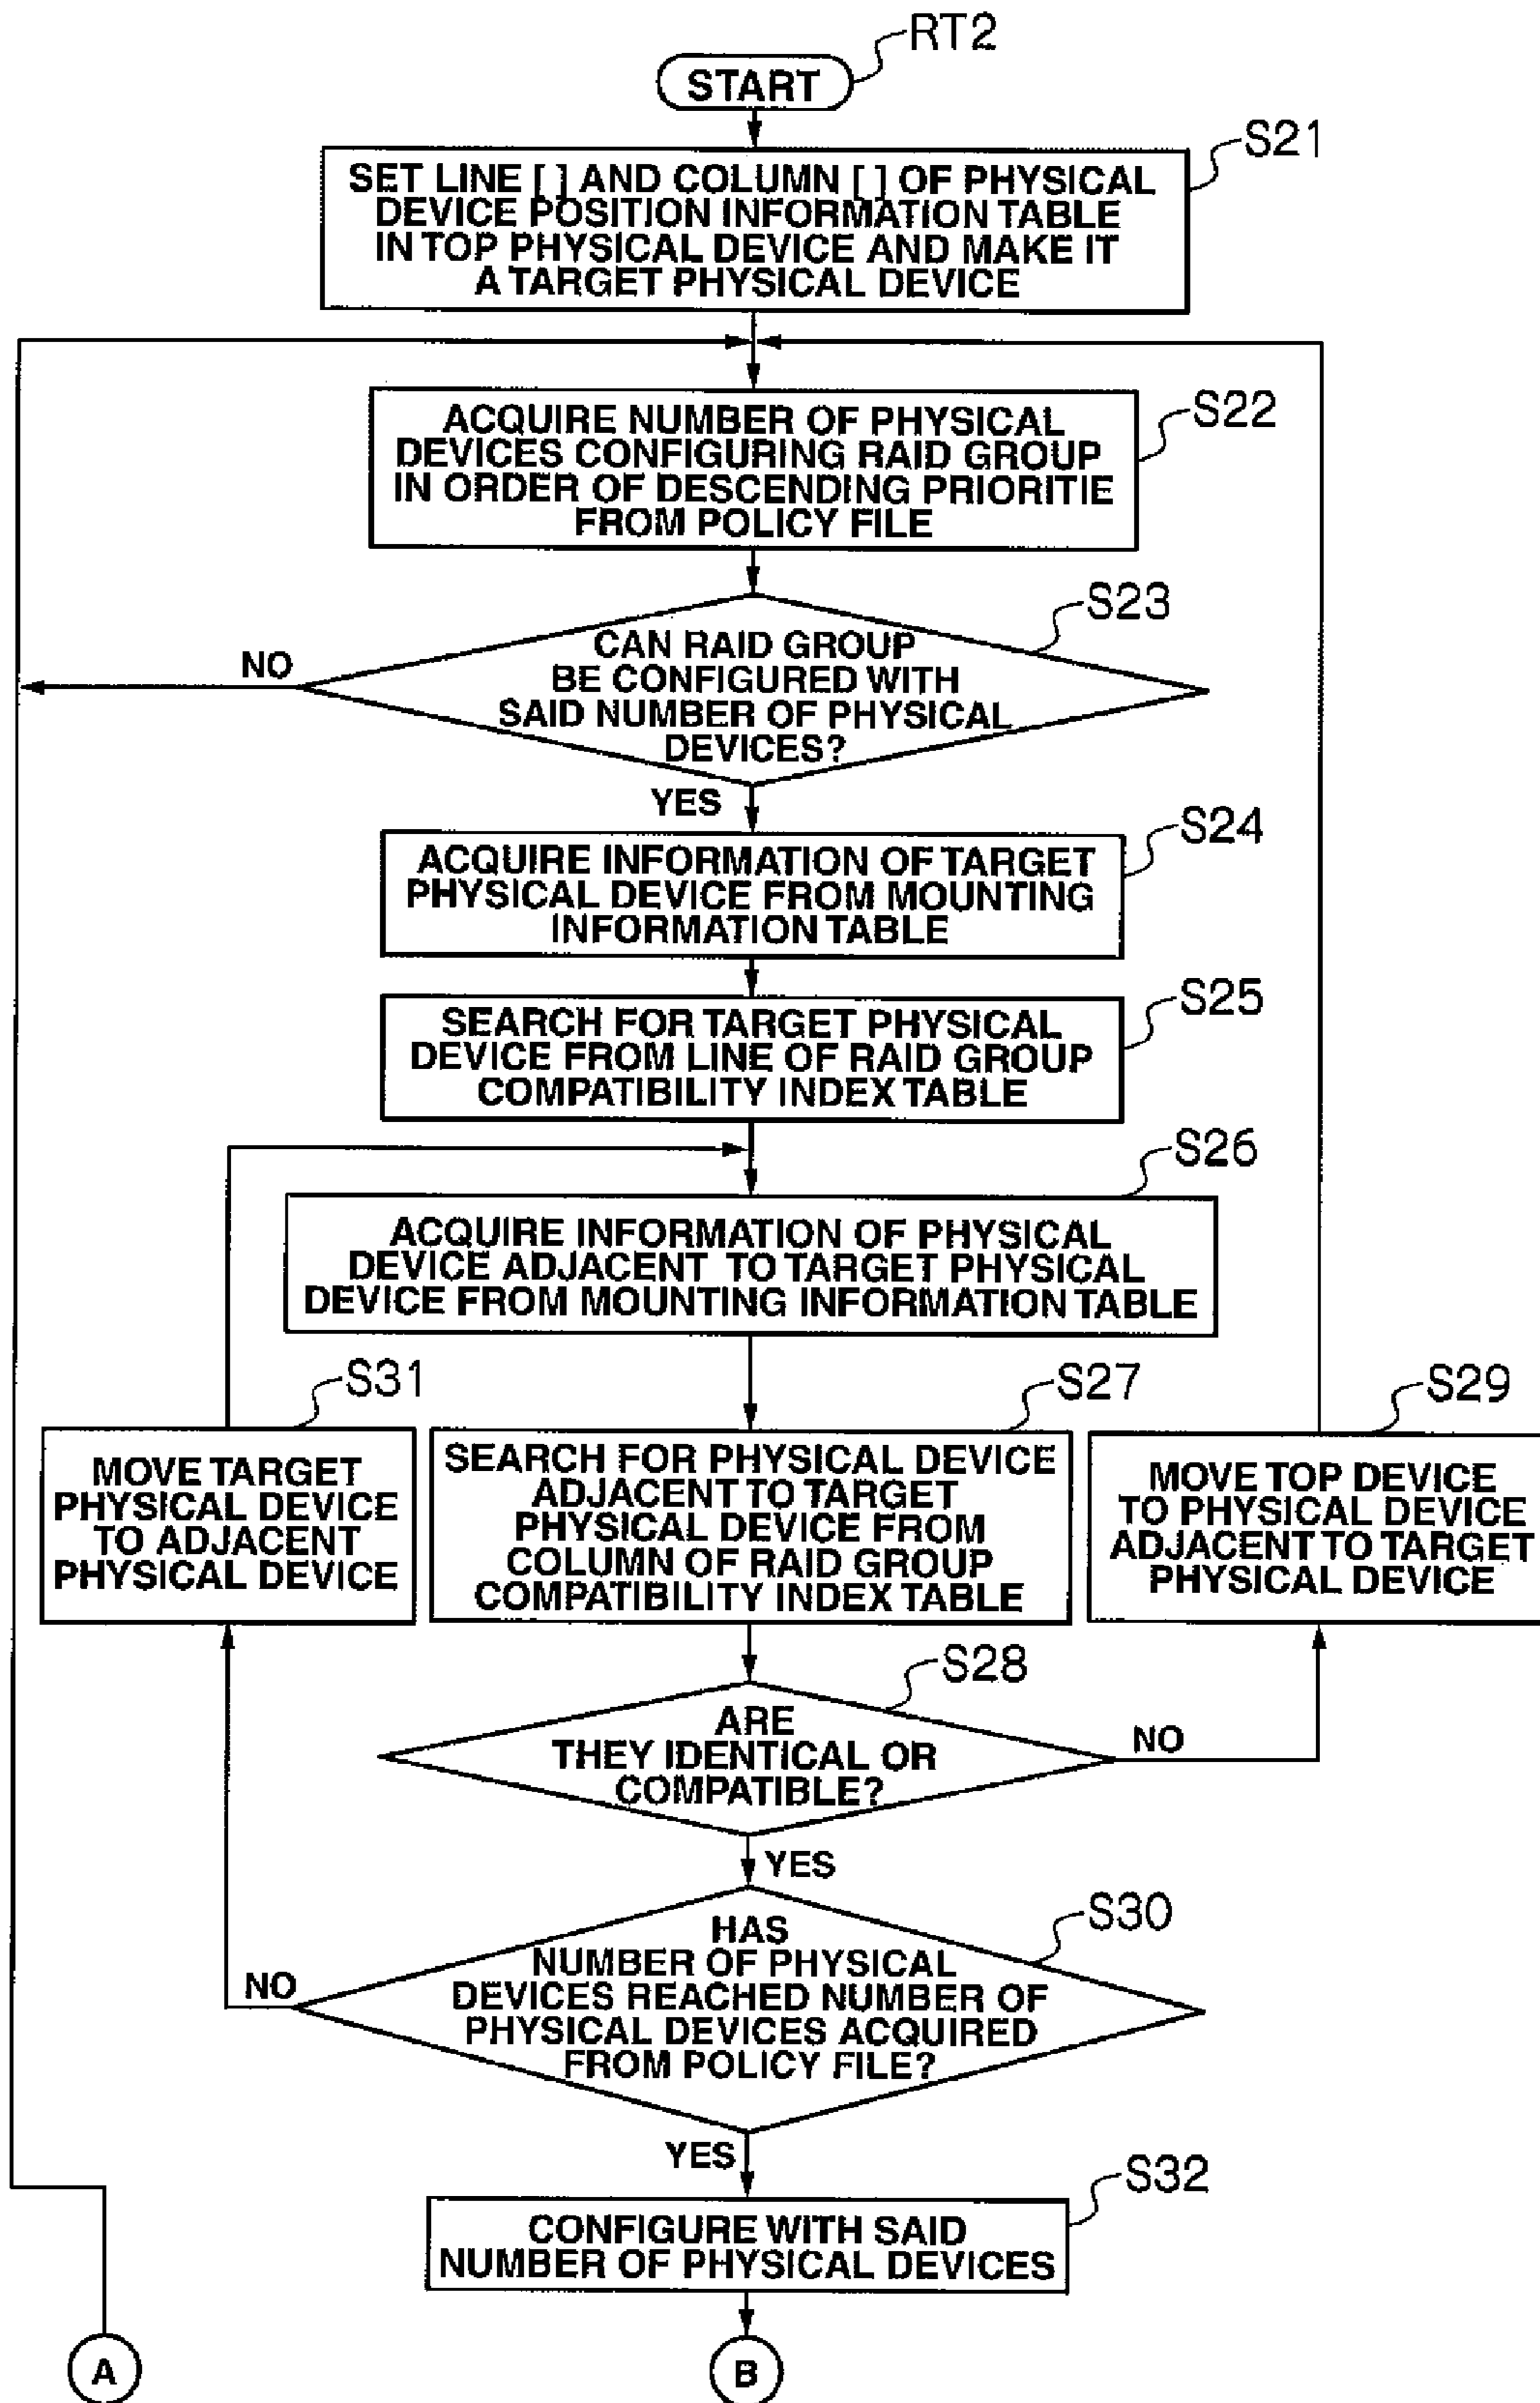 RT2
START
S21
SET LINE [ ] AND COLUMN [ ] OF PHYSICAL
DEVICE POSITION INFORMATION TABLE
IN TOP PHYSICAL DEVICE AND MAKE IT
A TARGET PHYSICAL DEVICE
S22
ACQUIRE NUMBER OF PHYSICAL
DEVICES CONFIGURING RAID GROUP
IN ORDER OF DESCENDING PRIORITIE
FROM POLICY FILE
S23
CAN RAID GROUP
BE CONFIGURED WITH
SAID NUMBER OF PHYSICAL
DEVICES?
NO
YES
S24
ACQUIRE INFORMATION OF TARGET
PHYSICAL DEVICE FROM MOUNTING
INFORMATION TABLE
S25
SEARCH FOR TARGET PHYSICAL
DEVICE FROM LINE OF RAID GROUP
COMPATIBILITY INDEX TABLE
S26
ACQUIRE INFORMATION OF PHYSICAL
DEVICE ADJACENT TO TARGET PHYSICAL
DEVICE FROM MOUNTING INFORMATION TABLE
S31
MOVE TARGET
PHYSICAL DEVICE
TO ADJACENT
PHYSICAL DEVICE
S27
SEARCH FOR PHYSICAL DEVICE
ADJACENT TO TARGET
PHYSICAL DEVICE FROM
COLUMN OF RAID GROUP
COMPATIBILITY INDEX TABLE
S29
MOVE TOP DEVICE
TO PHYSICAL DEVICE
ADJACENT TO TARGET
PHYSICAL DEVICE
S28
ARE
THEY IDENTICAL OR
COMPATIBLE?
NO
YES
S30
HAS
NUMBER OF PHYSICAL
DEVICES REACHED NUMBER OF
PHYSICAL DEVICES ACQUIRED
FROM POLICY FILE?
NO
YES
S32
CONFIGURE WITH SAID
NUMBER OF PHYSICAL DEVICES
A
B